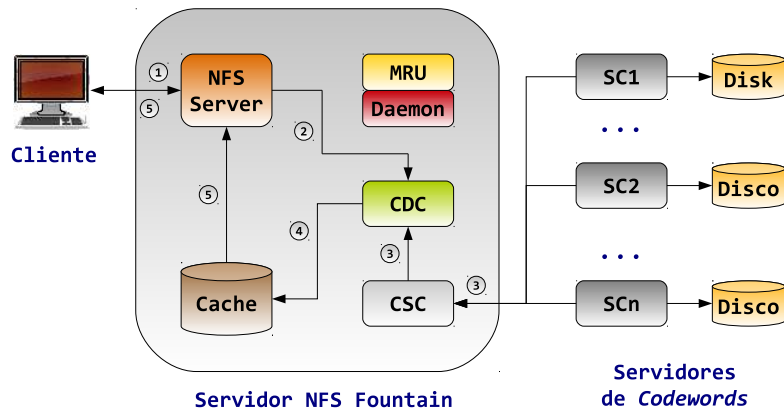 Cliente
1
5
NFS
Server
2
MRU
Daemon
5
4
CDC
3
Cache
CSC
3
Servidor NFS Fountain
SC1
Disk
...
SC2
Disco
...
SCn
Disco
Servidores
de Codewords